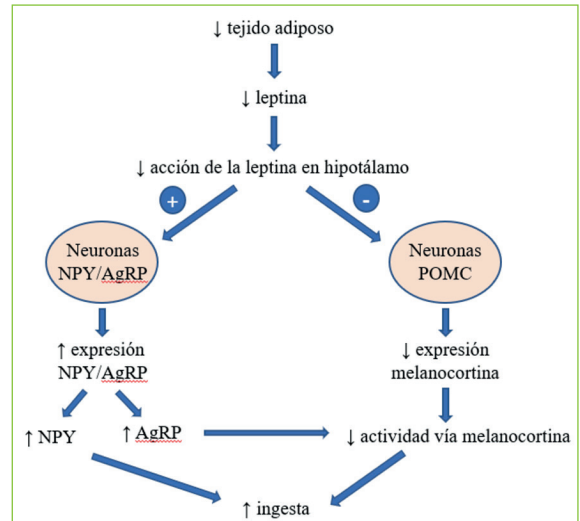 ↓ tejido adiposo
↓ leptina
↓ acción de la leptina en hipotálamo
+
-
Neuronas
NPY/AgRP
Neuronas
POMC
↑ expresión
NPY/AgRP
↓ expresión
melanocortina
↑ NPY
↑ AgRP
↓ actividad vía melanocortina
↑ ingesta